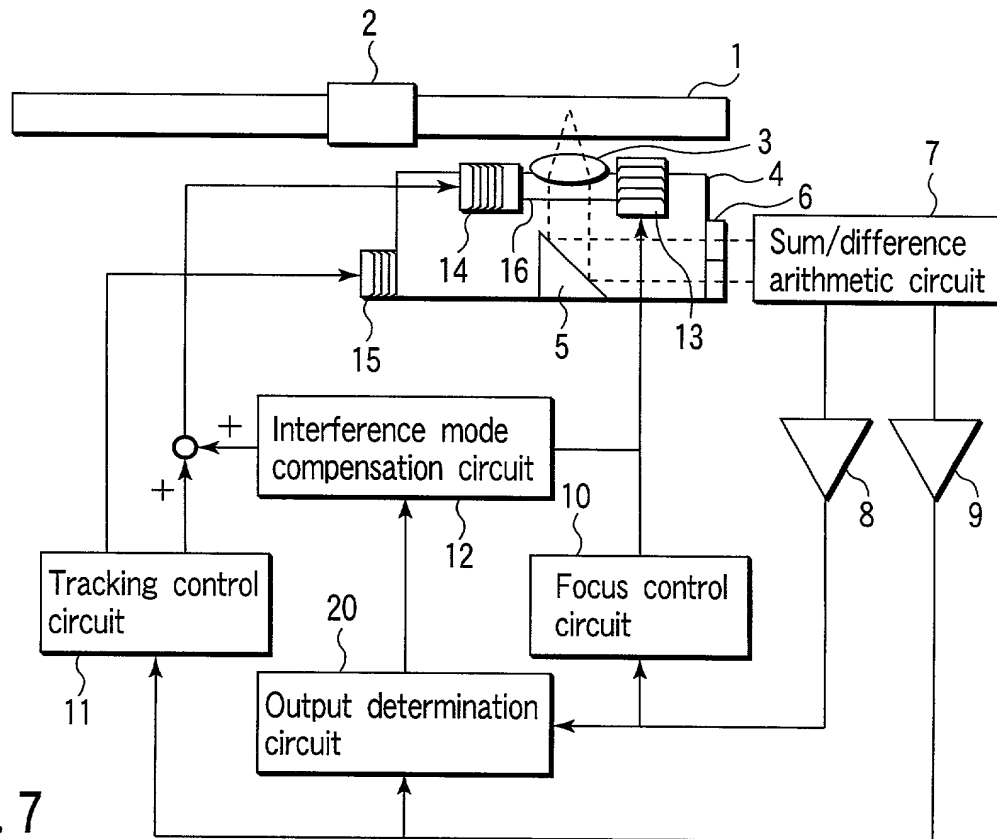 2
1
3
7
4
6
Sum/difference
arithmetic circuit
14
16
13
15
5
+
Interference mode
compensation circuit
8
9
+
12
10
Tracking control
circuit
Focus control
circuit
20
11
Output determination
circuit
. 7